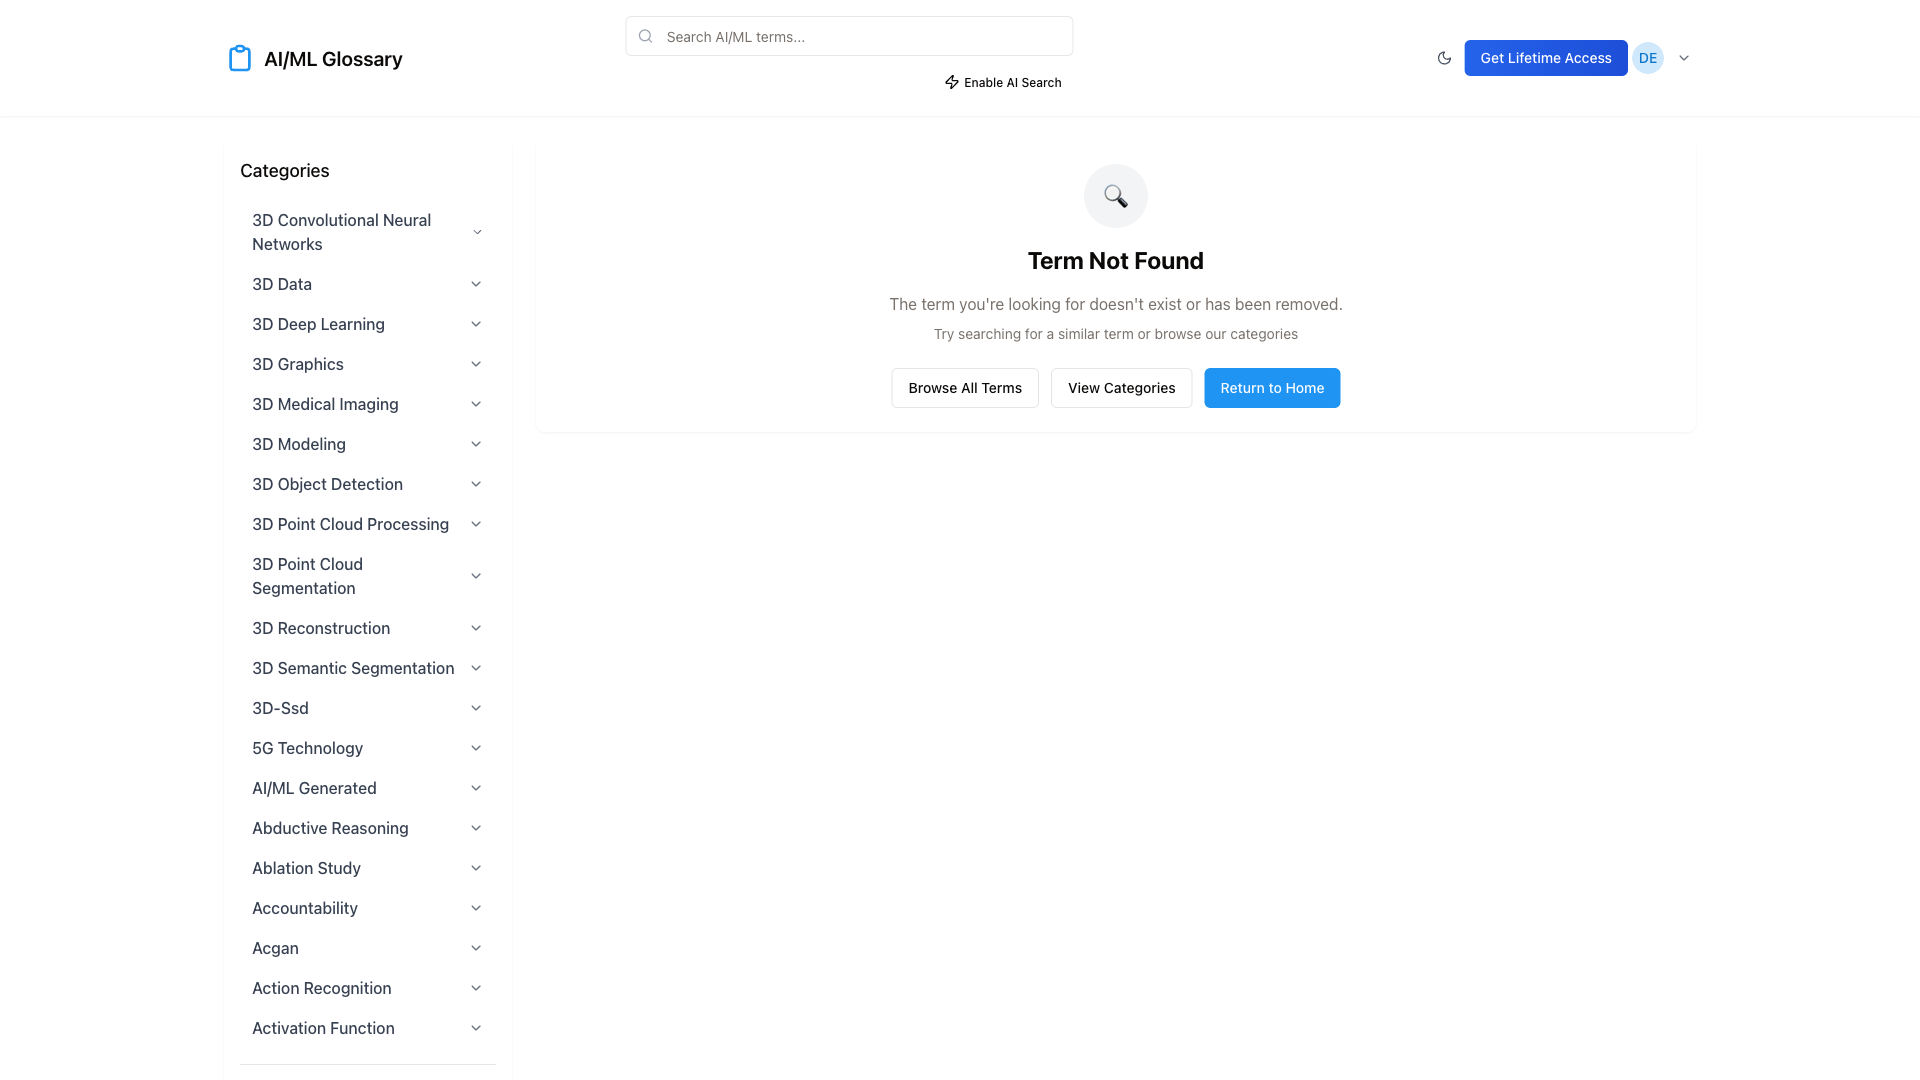 AI/ML Glossary
Search AI/ML terms...
Enable AI Search
Get Lifetime Access
DE
Categories
3D Convolutional Neural
Networks
3D Data
3D Deep Learning
3D Graphics
3D Medical Imaging
3D Modeling
3D Object Detection
3D Point Cloud Processing
3D Point Cloud
Segmentation
3D Reconstruction
3D Semantic Segmentation
3D-Ssd
5G Technology
AI/ML Generated
Abductive Reasoning
Ablation Study
Accountability
Acgan
Action Recognition
Activation Function
Term Not Found
The term you're looking for doesn't exist or has been removed.
Try searching for a similar term or browse our categories
Browse All Terms
View Categories
Return to Home